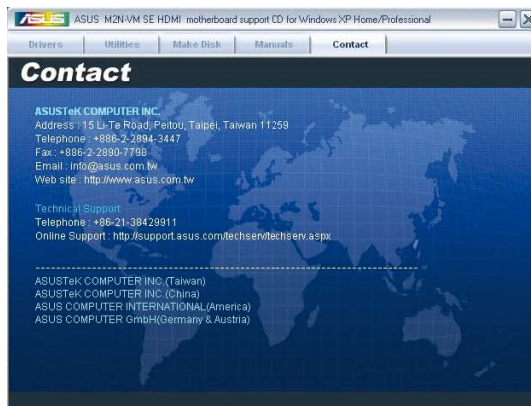 ASUS M2N-VM SE HDMI motherboard support CD for Windows XP Home/Professional
Drivers Utilities Make Disk Manuals Contact
Contact
ASUSTeK COMPUTER INC.
Address : 15 Li-Te Road, Peitou, Taipei, Taiwan 11259
Telephone : +886-2-2894-3447
Fax : +886-2-2890-7798
Email : info@asus.com.tw
Web site : http://www.asus.com.tw
Technical Support
Telephone : +86-21-38429911
Online Support : http://support.asus.com/techserv/techserv.aspx
ASUSTeK COMPUTER INC.(Taiwan)
ASUSTeK COMPUTER INC.(China)
ASUS COMPUTER INTERNATIONAL(America)
ASUS COMPUTER GmbH(Germany & Austria)